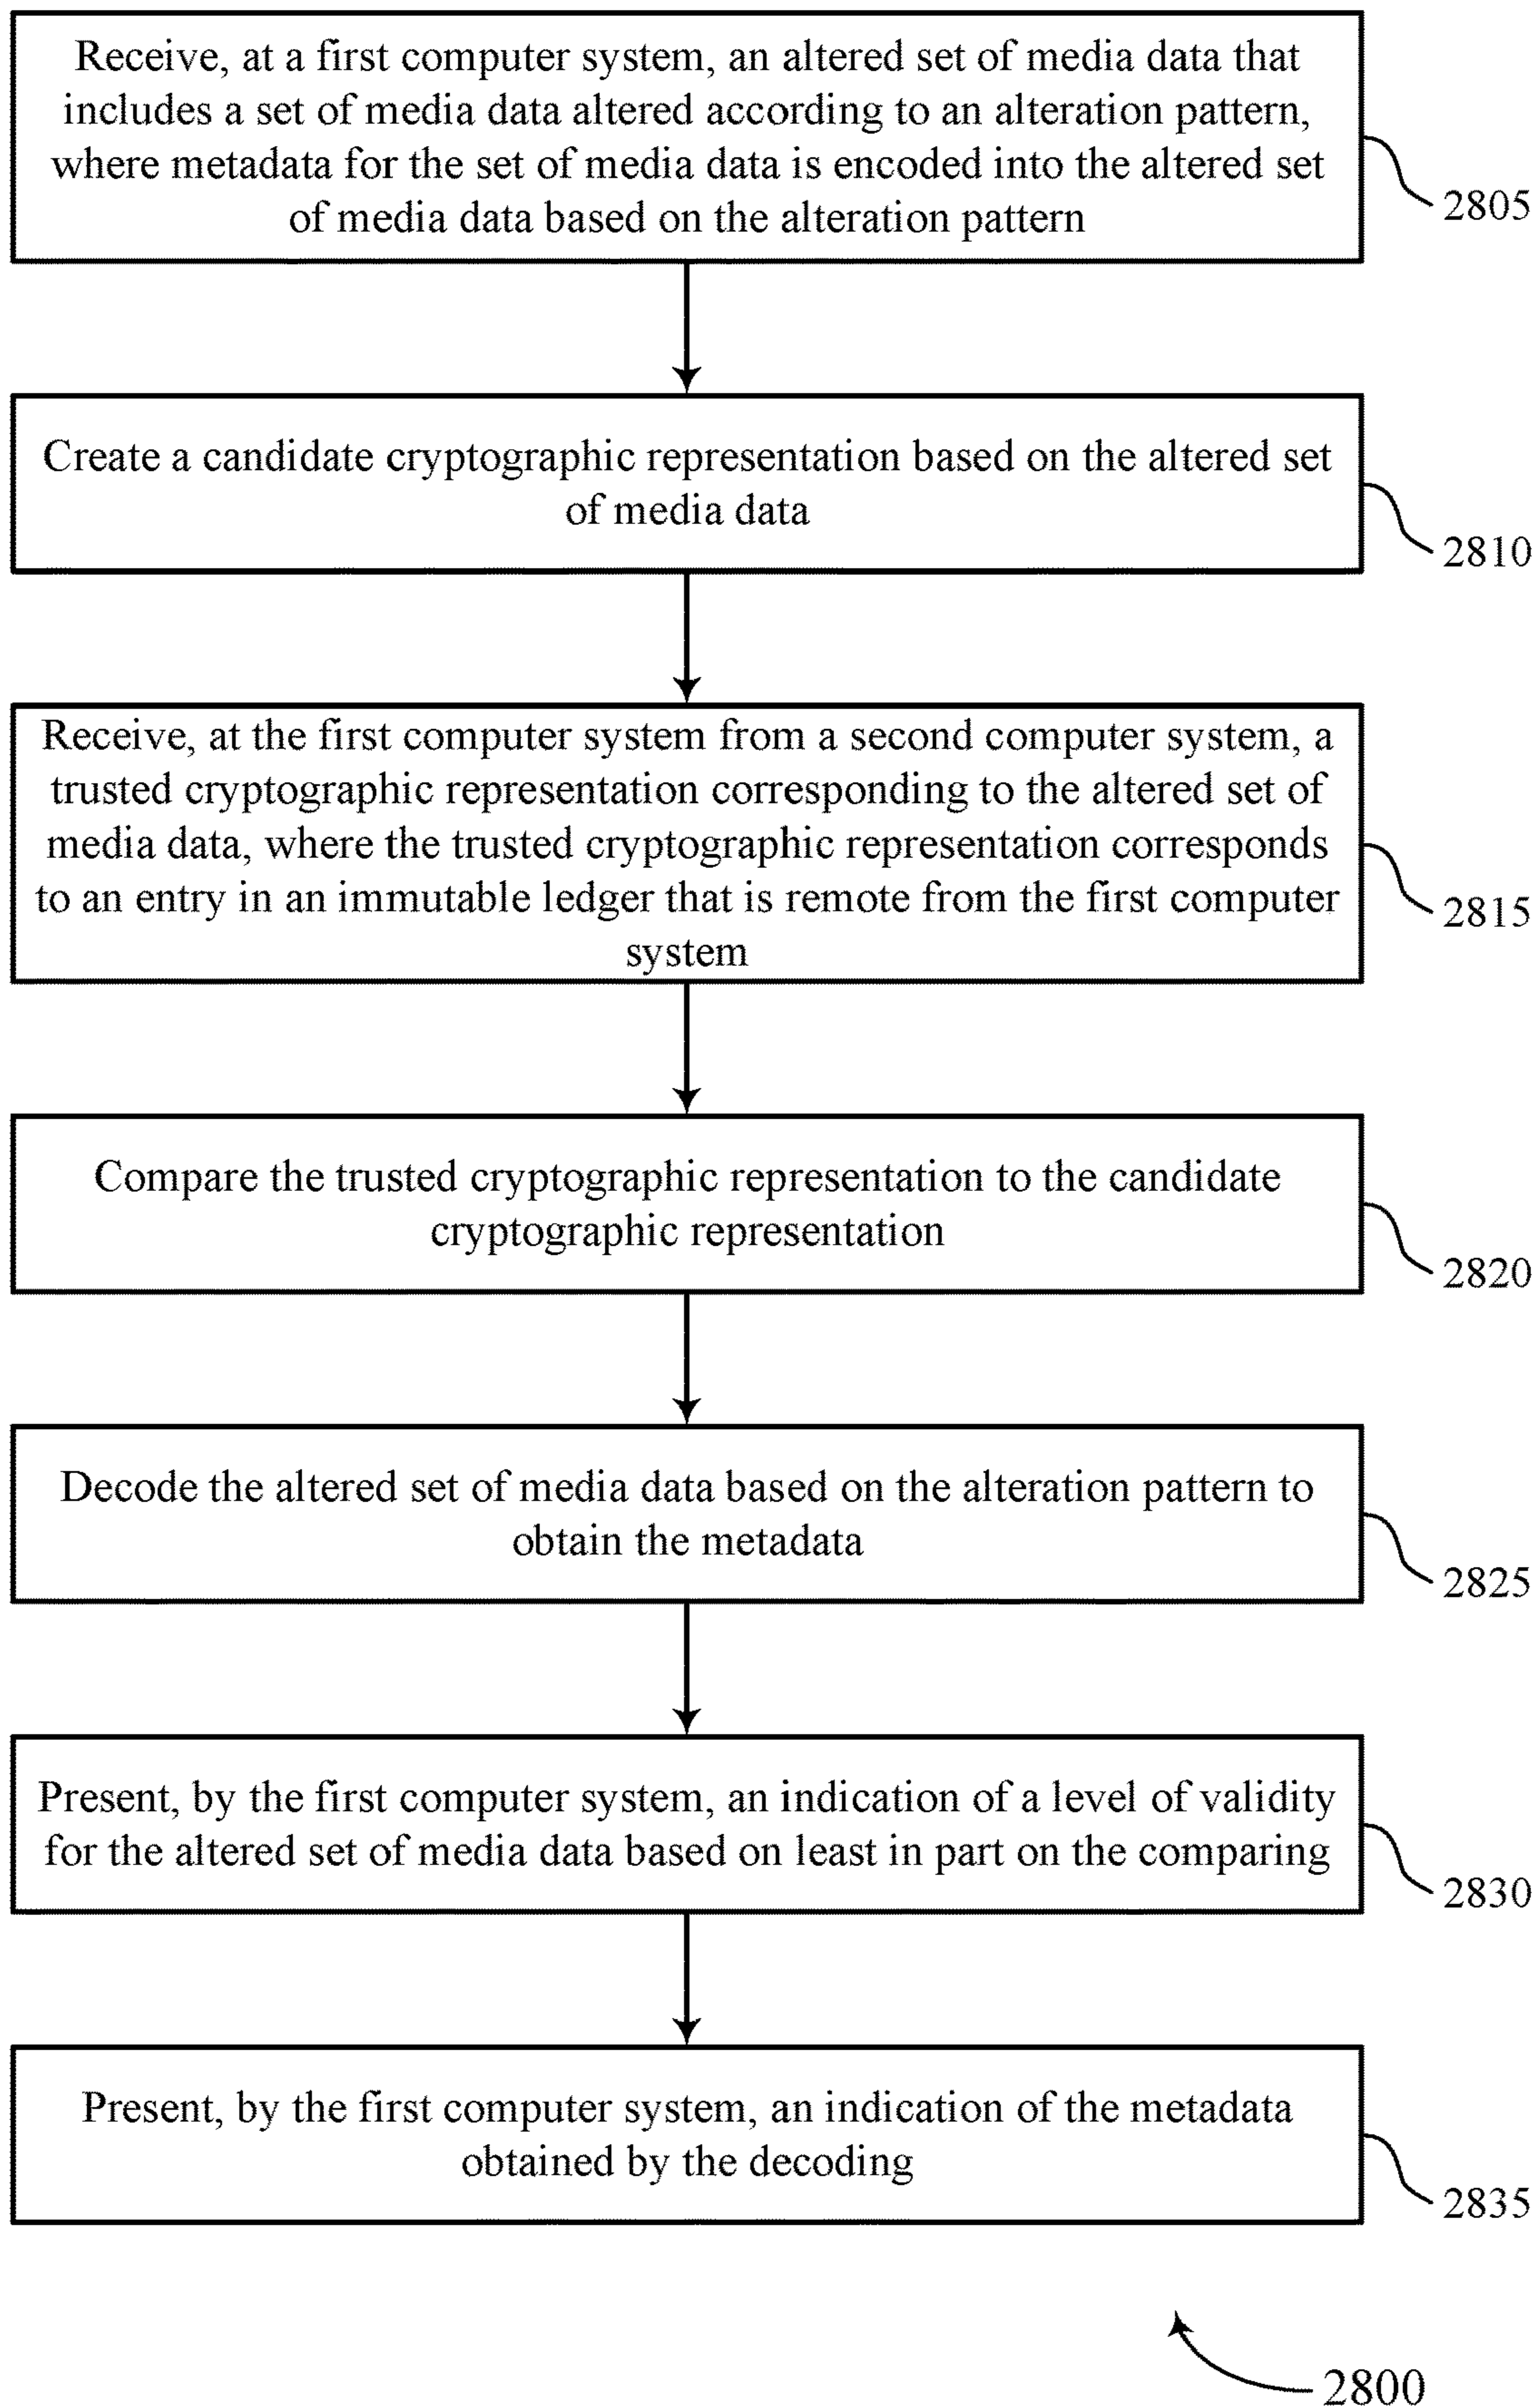 Receive, at a first computer system, an altered set of media data that
includes a set of media data altered according to an alteration pattern,
where metadata for the set of media data is encoded into the altered set
of media data based on the alteration pattern
2805
Create a candidate cryptographic representation based on the altered set
of media data
2810
Receive, at the first computer system from a second computer system, a
trusted cryptographic representation corresponding to the altered set of
media data, where the trusted cryptographic representation corresponds
to an entry in an immutable ledger that is remote from the first computer
system
2815
Compare the trusted cryptographic representation to the candidate
cryptographic representation
2820
Decode the altered set of media data based on the alteration pattern to
obtain the metadata
2825
Present, by the first computer system, an indication of a level of validity
for the altered set of media data based on least in part on the comparing
2830
Present, by the first computer system, an indication of the metadata
obtained by the decoding
2835
2800